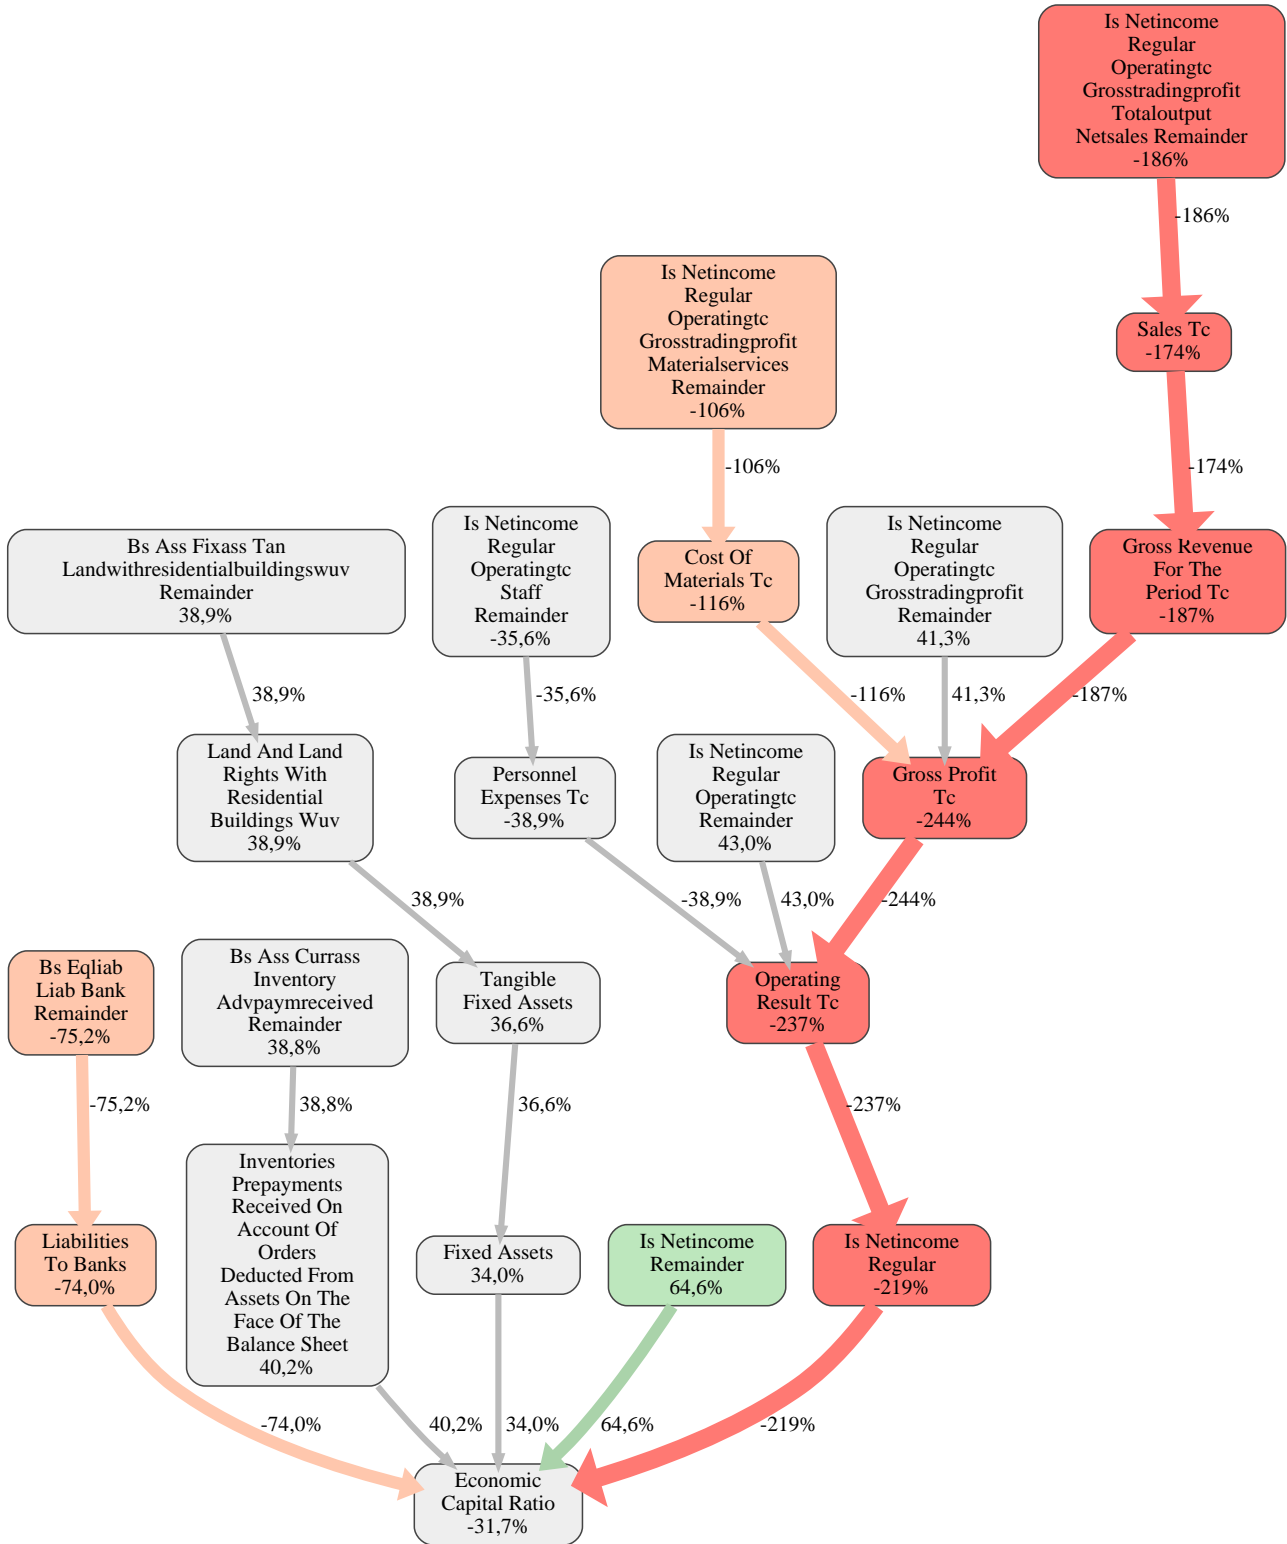 Is Netincome
Regular
Operatingtc
Grosstradingprofit
Totaloutput
Netsales Remainder
-186%
-186%
Is Netincome
Regular
Operatingtc
Grosstradingprofit
Materialservices
Remainder
-106%
Sales Tc
-174%
-106%
-174%
Bs Ass Fixass Tan
Landwithresidentialbuildingswuv
Remainder
38,9%
Is Netincome
Regular
Operatingtc
Staff
Remainder
-35,6%
Cost Of
Materials Tc
-116%
Is Netincome
Regular
Operatingtc
Grosstradingprofit
Remainder
41,3%
Gross Revenue
For The
Period Tc
-187%
38,9%
-35,6%
-116%
41,3%
-187%
Land And Land
Rights With
Residential
Buildings Wuv
38,9%
Personnel
Expenses Tc
-38,9%
Is Netincome
Regular
Operatingtc
Remainder
43,0%
Gross Profit
Tc
-244%
38,9%
-38,9%
43,0%
-244%
Bs Eqliab
Liab Bank
Remainder
-75,2%
Bs Ass Currass
Inventory
Advpaymreceived
Remainder
38,8%
Tangible
Fixed Assets
36,6%
Operating
Result Tc
-237%
-75,2%
38,8%
36,6%
-237%
Liabilities
To Banks
-74,0%
Inventories
Prepayments
Received On
Account Of
Orders
Deducted From
Assets On The
Face Of The
Balance Sheet
40,2%
Fixed Assets
34,0%
Is Netincome
Remainder
64,6%
Is Netincome
Regular
-219%
-74,0%
40,2%
34,0%
64,6%
-219%
Economic
Capital Ratio
-31,7%